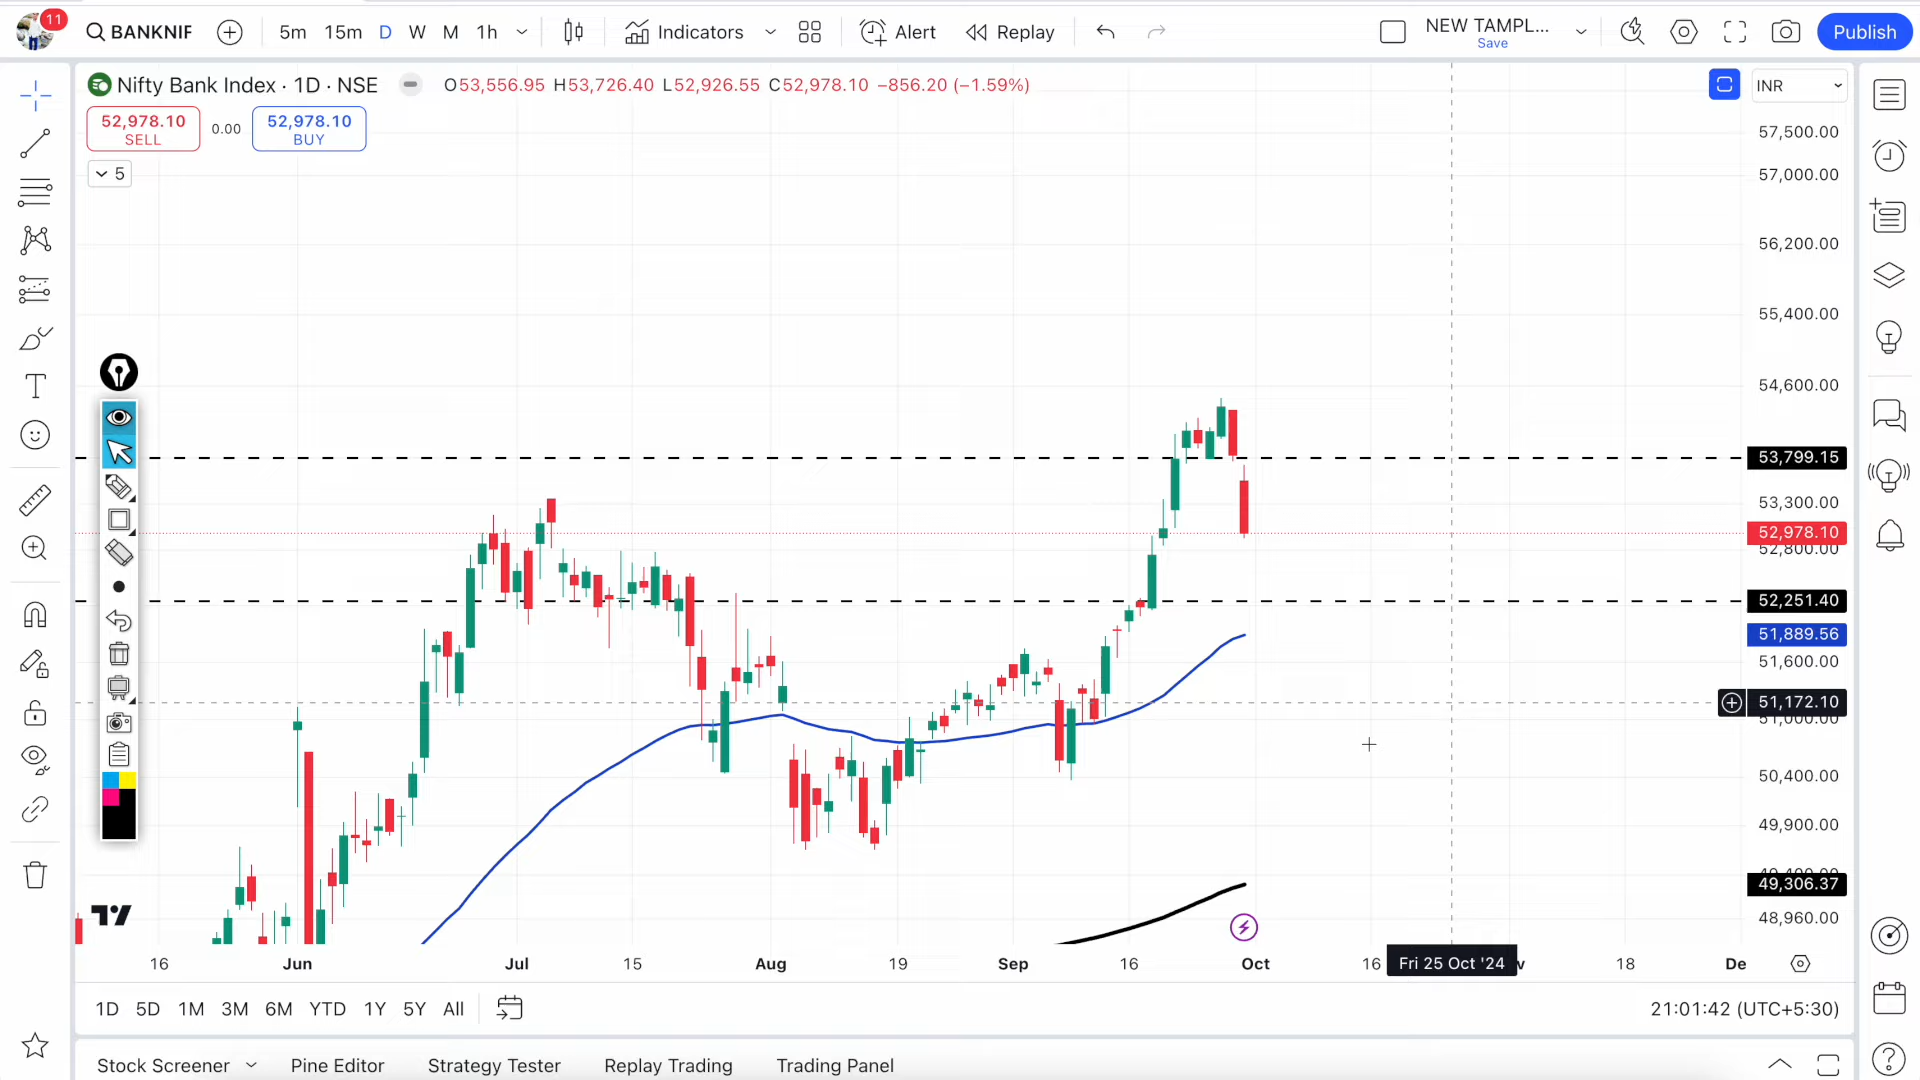 11
BANKNIF
5m 15m D W M 1h
Indicators
Alert
Replay
NEW TAMPL...
Save
Publish
Nifty Bank Index · 1D · NSE
O53,556.95 H53,726.40 L52,926.55 C52,978.10 −856.20 (−1.59%)
INR
52,978.10
SELL
0.00
52,978.10
BUY
5
57,500.00
57,000.00
56,200.00
55,400.00
54,600.00
53,799.15
53,300.00
52,978.10
52,800.00
52,251.40
51,889.56
51,600.00
51,172.10
51,000.00
50,400.00
49,900.00
49,306.37
48,960.00
16 Jun Jul 15 Aug 19 Sep 16 Oct 16 Fri 25 Oct '24 18 De
1D 5D 1M 3M 6M YTD 1Y 5Y All
21:01:42 (UTC+5:30)
Stock Screener Pine Editor Strategy Tester Replay Trading Trading Panel